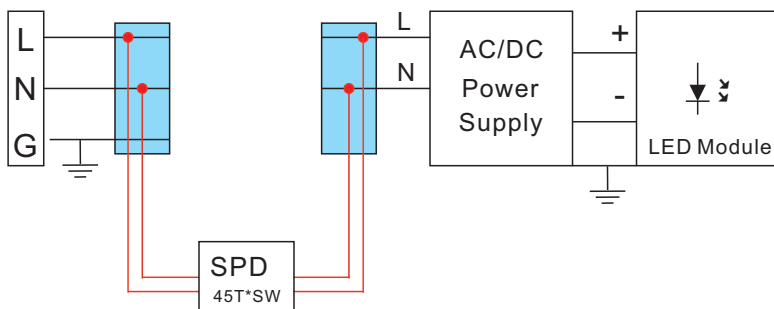 L
N
G
L
N
AC/DC
Power
Supply
+
-
LED Module
SPD
45T*SW